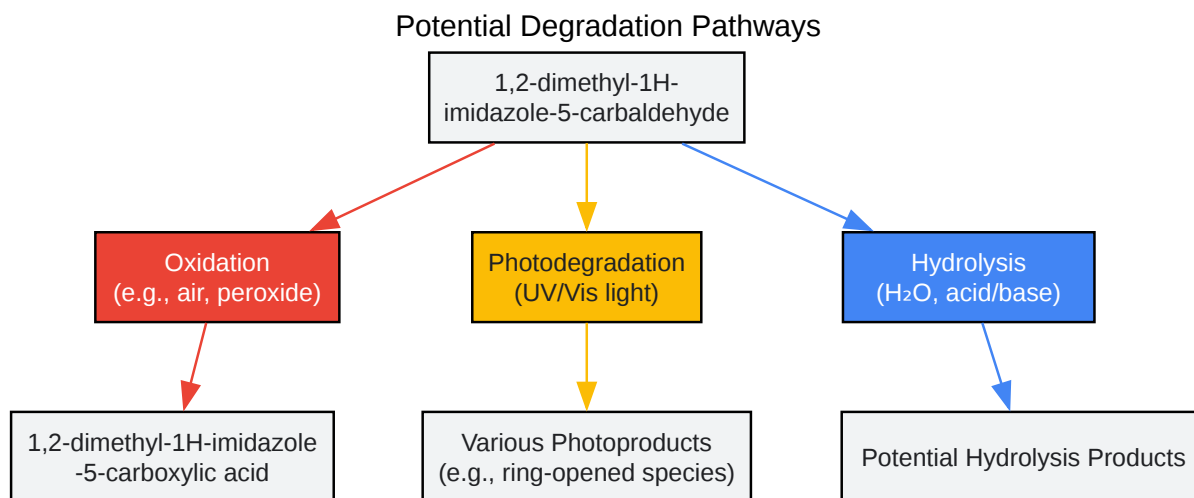 Potential Degradation Pathways
1,2-dimethyl-1H-
imidazole-5-carbaldehyde
Oxidation
(e.g., air, peroxide)
Photodegradation
(UV/Vis light)
Hydrolysis
(H₂O, acid/base)
1,2-dimethyl-1H-imidazole
-5-carboxylic acid
Various Photoproducts
(e.g., ring-opened species)
Potential Hydrolysis Products